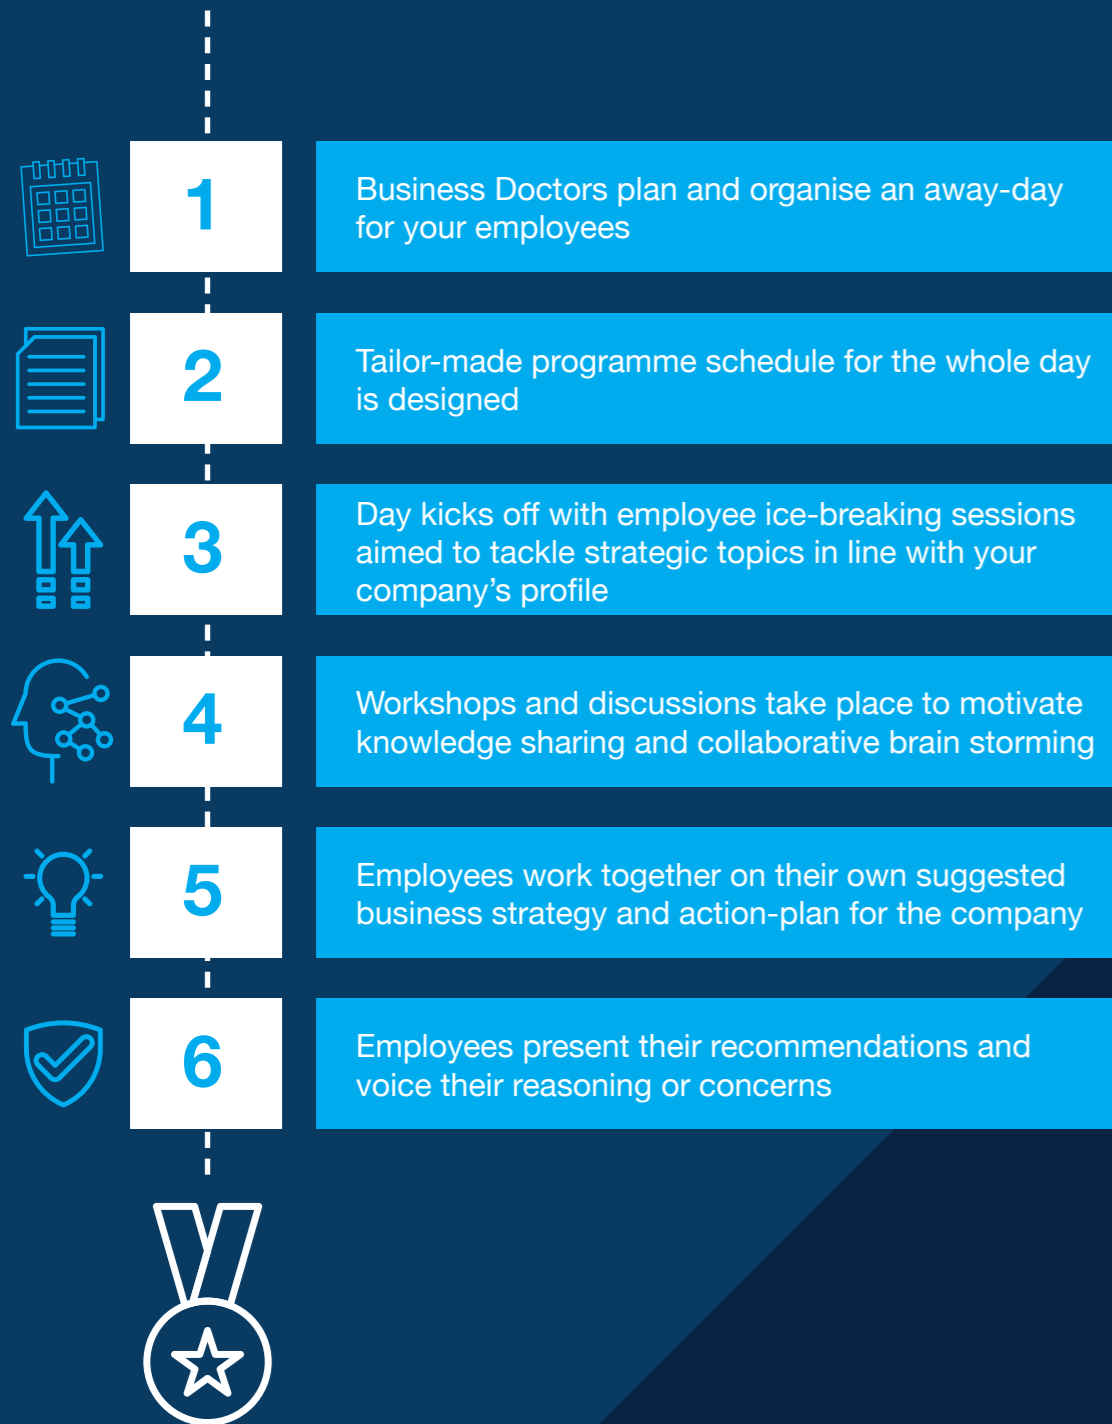 1
Business Doctors plan and organise an away-day
for your employees
2
Tailor-made programme schedule for the whole day
is designed
3
Day kicks off with employee ice-breaking sessions
aimed to tackle strategic topics in line with your
company’s profile
4
Workshops and discussions take place to motivate
knowledge sharing and collaborative brain storming
5
Employees work together on their own suggested
business strategy and action-plan for the company
6
Employees present their recommendations and
voice their reasoning or concerns